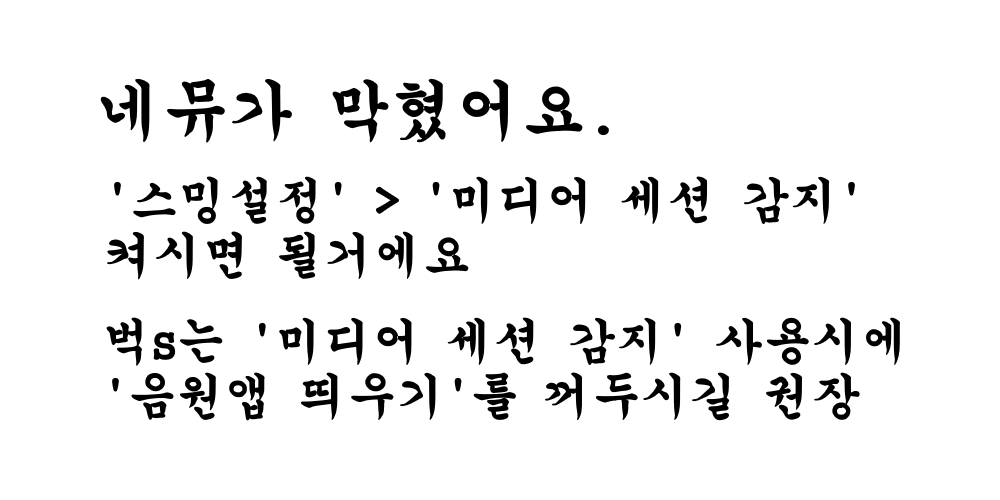 네뮤가 막혔어요.
'스밍설정' > '미디어 세션 감지'
켜시면 될거에요
벅s는 '미디어 세션 감지' 사용시에
'음원앱 띄우기'를 꺼두시길 권장